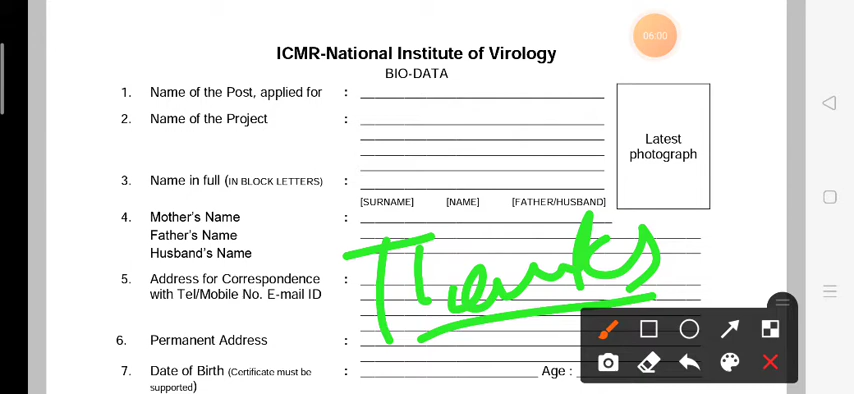 06:00
ICMR-National Institute of Virology
BIO-DATA
1. Name of the Post, applied for :
2. Name of the Project :
Latest
photograph
3. Name in full (IN BLOCK LETTERS) :
[SURNAME] [NAME] [FATHER/HUSBAND]
4. Mother's Name :
Father's Name
Husband's Name
Thanks
5. Address for Correspondence :
with Tel/Mobile No. E-mail ID
6. Permanent Address :
7. Date of Birth (Certificate must be : Age :
supported)